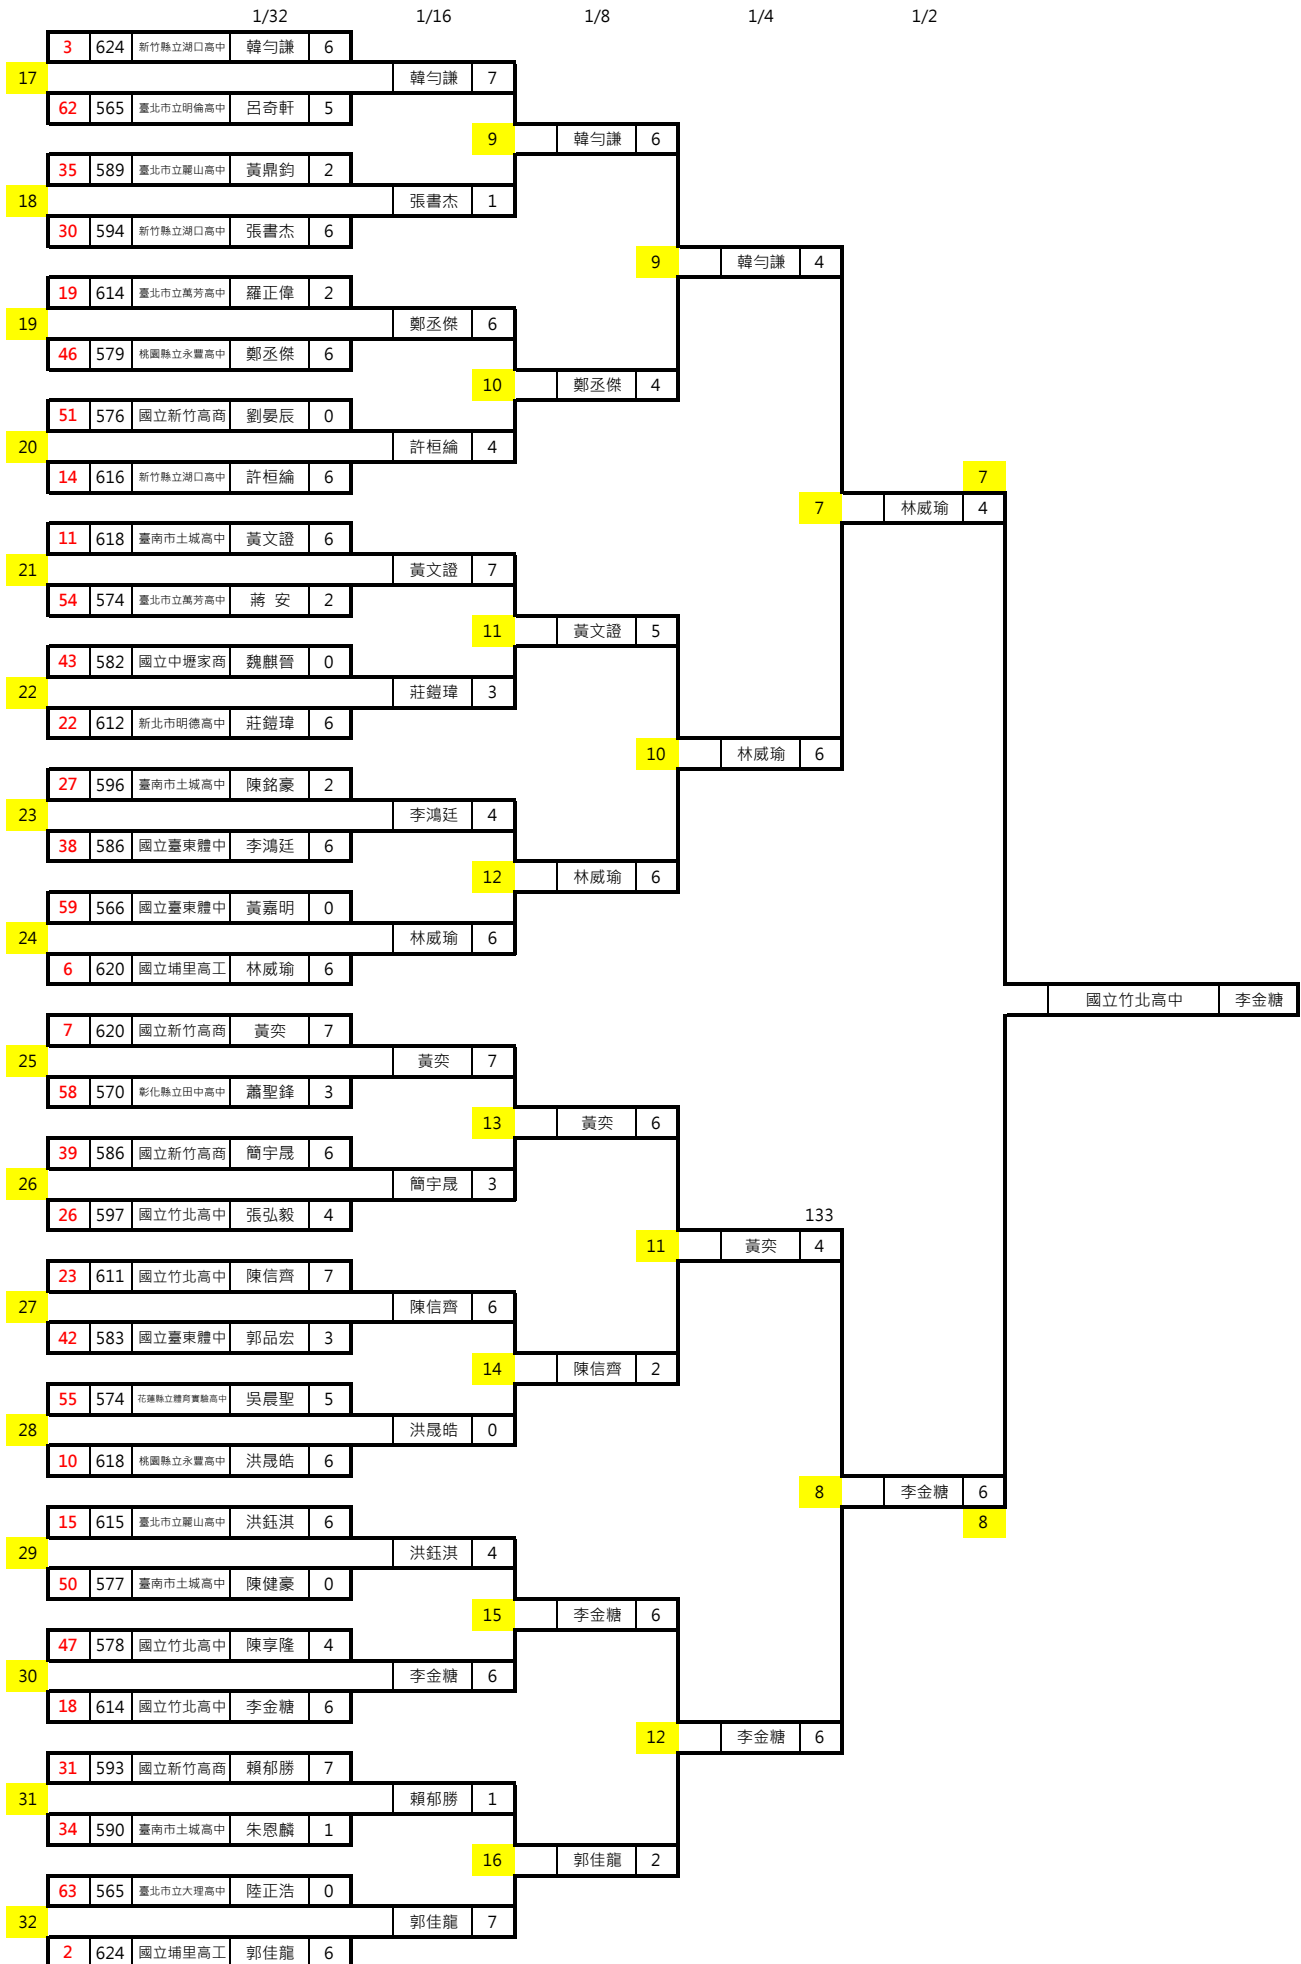 1/32 1/16 1/8 1/4 1/2
3 624 新竹縣立湖口高中 韓勻謙 6
17 韓勻謙 7
62 565 臺北市立明倫高中 呂奇軒 5
9 韓勻謙 6
35 589 臺北市立麗山高中 黃鼎鈞 2
18 張書杰 1
30 594 新竹縣立湖口高中 張書杰 6
9 韓勻謙 4
19 614 臺北市立萬芳高中 羅正偉 2
19 鄭丞傑 6
46 579 桃園縣立永豐高中 鄭丞傑 6
10 鄭丞傑 4
51 576 國立新竹高商 劉晏辰 0
20 許桓綸 4
14 616 新竹縣立湖口高中 許桓綸 6
7
7 林威瑜 4
11 618 臺南市土城高中 黃文證 6
21 黃文證 7
54 574 臺北市立萬芳高中 蔣 安 2
11 黃文證 5
43 582 國立中壢家商 魏麒晉 0
22 莊鎧瑋 3
22 612 新北市明德高中 莊鎧瑋 6
10 林威瑜 6
27 596 臺南市土城高中 陳銘豪 2
23 李鴻廷 4
38 586 國立臺東體中 李鴻廷 6
12 林威瑜 6
59 566 國立臺東體中 黃嘉明 0
24 林威瑜 6
6 620 國立埔里高工 林威瑜 6
國立竹北高中 李金糖
7 620 國立新竹高商 黃奕 7
25 黃奕 7
58 570 彰化縣立田中高中 蕭聖鋒 3
13 黃奕 6
39 586 國立新竹高商 簡宇晟 6
26 簡宇晟 3
26 597 國立竹北高中 張弘毅 4
133
11 黃奕 4
23 611 國立竹北高中 陳信齊 7
27 陳信齊 6
42 583 國立臺東體中 郭品宏 3
14 陳信齊 2
55 574 花蓮縣立體育實驗高中 吳晨聖 5
28 洪晟皓 0
10 618 桃園縣立永豐高中 洪晟皓 6
8 李金糖 6
15 615 臺北市立麗山高中 洪鈺淇 6
8
29 洪鈺淇 4
50 577 臺南市土城高中 陳健豪 0
15 李金糖 6
47 578 國立竹北高中 陳享隆 4
30 李金糖 6
18 614 國立竹北高中 李金糖 6
12 李金糖 6
31 593 國立新竹高商 賴郁勝 7
31 賴郁勝 1
34 590 臺南市土城高中 朱恩麟 1
16 郭佳龍 2
63 565 臺北市立大理高中 陸正浩 0
32 郭佳龍 7
2 624 國立埔里高工 郭佳龍 6